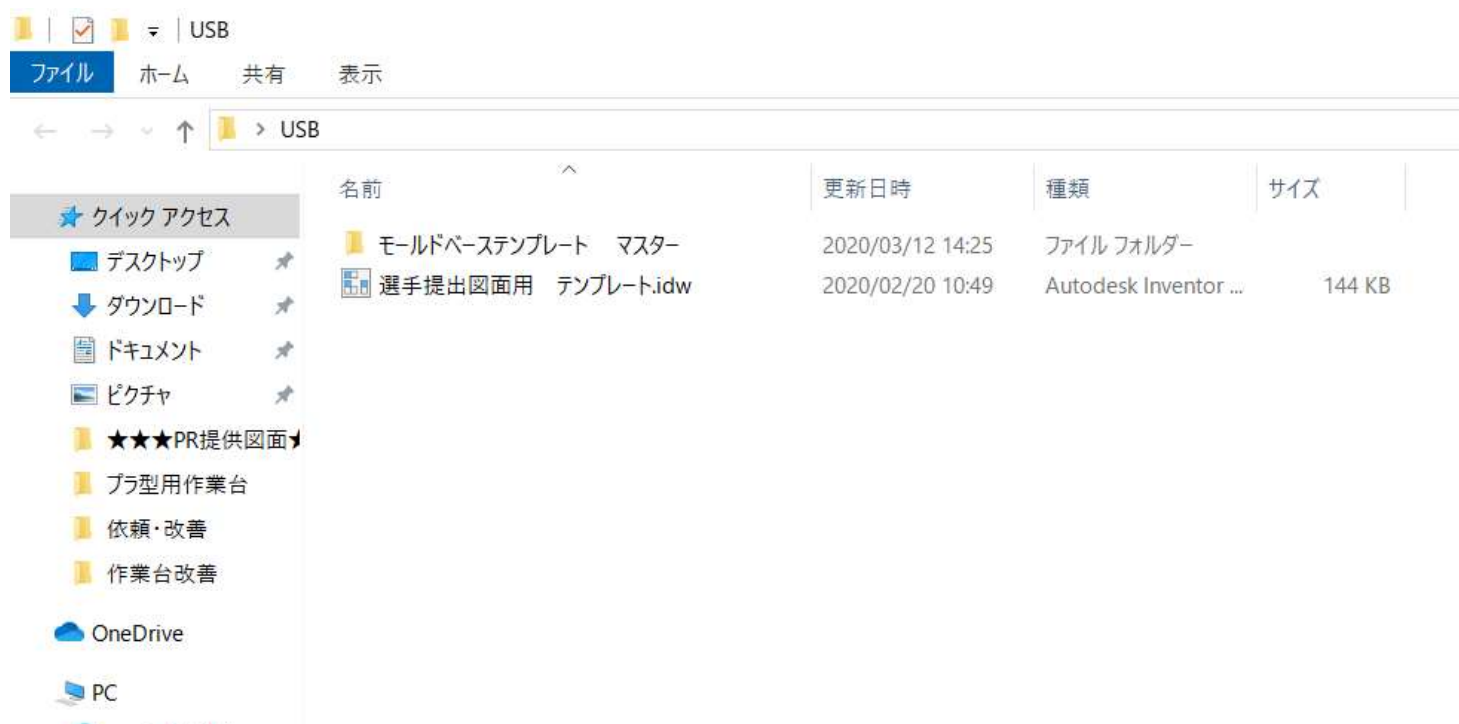 USB
ファイル ホーム 共有 表示
USB
名前 更新日時 種類 サイズ
クイック アクセス
デスクトップ
ダウンロード
ドキュメント
ピクチャ
★★★PR提供図面★
プラ型用作業台
依頼・改善
作業台改善
OneDrive
PC
モールドベーステンプレート　マスター 2020/03/12 14:25 ファイル フォルダー
選手提出図面用　テンプレート.idw 2020/02/20 10:49 Autodesk Inventor ... 144 KB